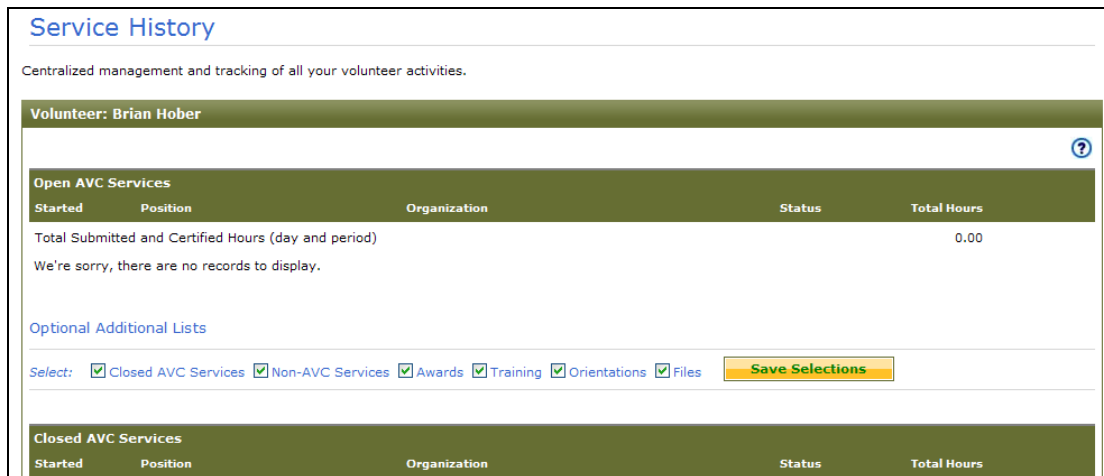 Service History
Centralized management and tracking of all your volunteer activities.
Volunteer: Brian Hober
?
Open AVC Services
Started Position Organization Status Total Hours
Total Submitted and Certified Hours (day and period) 0.00
We're sorry, there are no records to display.
Optional Additional Lists
Select: Closed AVC Services Non-AVC Services Awards Training Orientations Files Save Selections
Closed AVC Services
Started Position Organization Status Total Hours